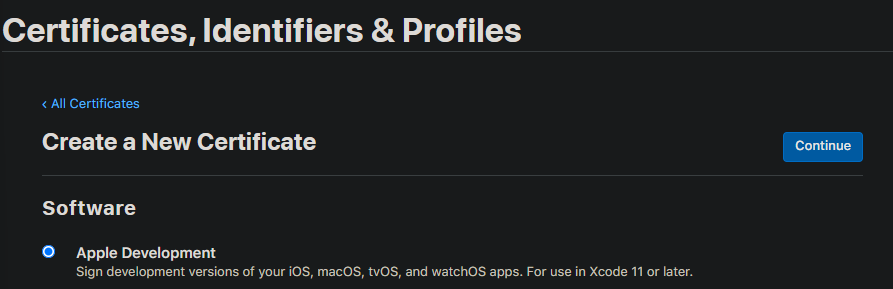 Certificates, Identifiers & Profiles
‹ All Certificates
Create a New Certificate
Continue
Software
Apple Development
Sign development versions of your iOS, macOS, tvOS, and watchOS apps. For use in Xcode 11 or later.